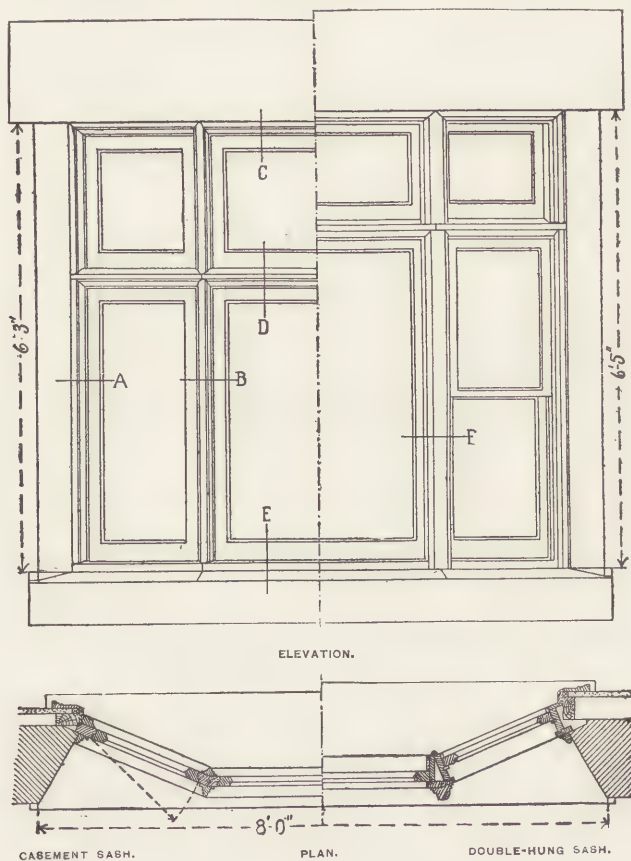 C
D
6'-3"
6'-5"
A
B
F
E
ELEVATION.
8'-0"
CASEMENT SASH. PLAN. DOUBLE-HUNG SASH.